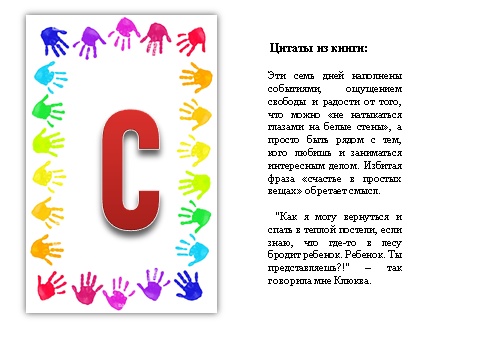 С
Цитаты из книги:
Эти семь дней наполнены
событиями, ощущением
свободы и радости от того,
что можно «не натыкаться
глазами на белые стены», а
просто быть рядом с тем,
кого любишь и заниматься
интересным делом. Избитая
фраза «счастье в простых
вещах» обретает смысл.
"Как я могу вернуться и
спать в теплой постели, если
знаю, что где-то в лесу
бродит ребенок. Ребенок. Ты
представляешь?!" – так
говорила мне Клюква.